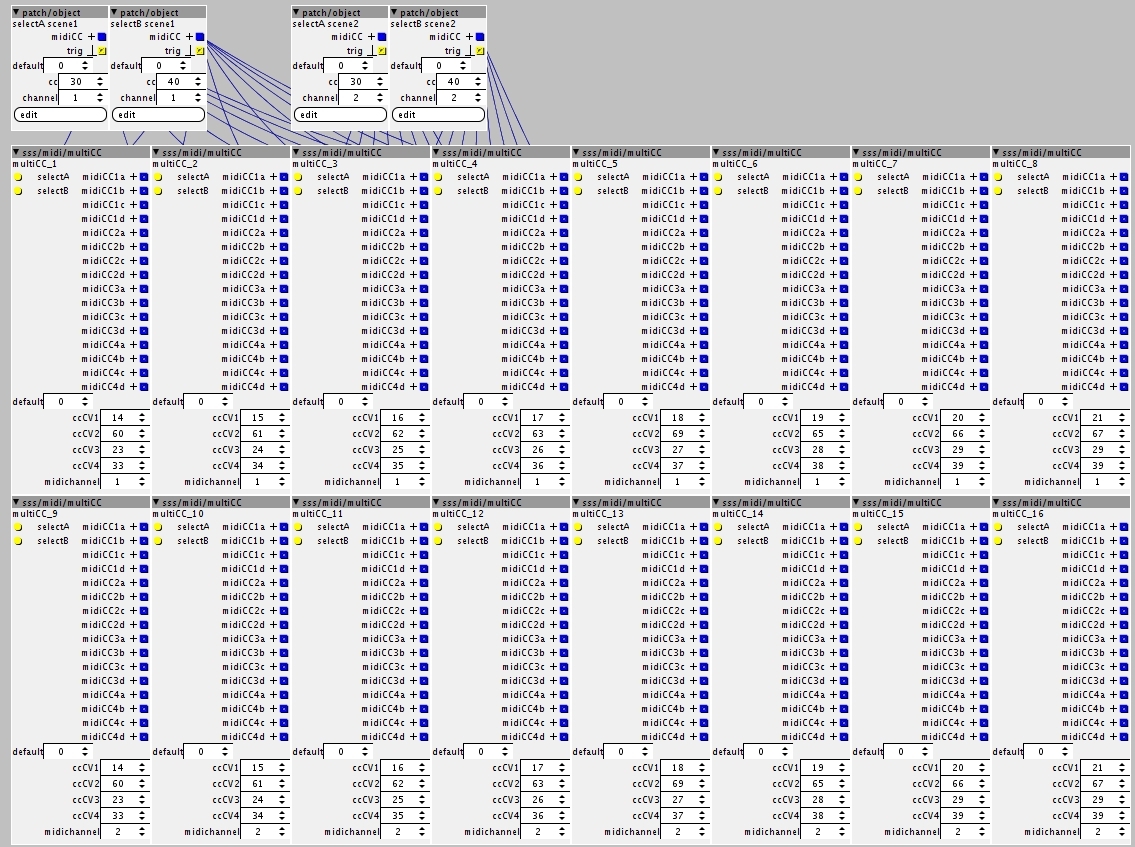 patch/object patch/object patch/object patch/object
selectA scene1 selectB scene1 selectA scene2 selectB scene2
midiCC + midiCC + midiCC + midiCC +
trig trig trig trig
default 0 default 0 default 0 default 0
cc 30 cc 40 cc 30 cc 40
channel 1 channel 1 channel 2 channel 2
edit edit edit edit
sss/midi/multiCC sss/midi/multiCC sss/midi/multiCC sss/midi/multiCC sss/midi/multiCC sss/midi/multiCC sss/midi/multiCC sss/midi/multiCC
multiCC_1 multiCC_2 multiCC_3 multiCC_4 multiCC_5 multiCC_6 multiCC_7 multiCC_8
selectA midiCC1a + selectA midiCC1a + selectA midiCC1a + selectA midiCC1a + selectA midiCC1a + selectA midiCC1a + selectA midiCC1a + selectA midiCC1a +
selectB midiCC1b + selectB midiCC1b + selectB midiCC1b + selectB midiCC1b + selectB midiCC1b + selectB midiCC1b + selectB midiCC1b + selectB midiCC1b +
midiCC1c + midiCC1c + midiCC1c + midiCC1c + midiCC1c + midiCC1c + midiCC1c + midiCC1c +
midiCC1d + midiCC1d + midiCC1d + midiCC1d + midiCC1d + midiCC1d + midiCC1d + midiCC1d +
midiCC2a + midiCC2a + midiCC2a + midiCC2a + midiCC2a + midiCC2a + midiCC2a + midiCC2a +
midiCC2b + midiCC2b + midiCC2b + midiCC2b + midiCC2b + midiCC2b + midiCC2b + midiCC2b +
midiCC2c + midiCC2c + midiCC2c + midiCC2c + midiCC2c + midiCC2c + midiCC2c + midiCC2c +
midiCC2d + midiCC2d + midiCC2d + midiCC2d + midiCC2d + midiCC2d + midiCC2d + midiCC2d +
midiCC3a + midiCC3a + midiCC3a + midiCC3a + midiCC3a + midiCC3a + midiCC3a + midiCC3a +
midiCC3b + midiCC3b + midiCC3b + midiCC3b + midiCC3b + midiCC3b + midiCC3b + midiCC3b +
midiCC3c + midiCC3c + midiCC3c + midiCC3c + midiCC3c + midiCC3c + midiCC3c + midiCC3c +
midiCC3d + midiCC3d + midiCC3d + midiCC3d + midiCC3d + midiCC3d + midiCC3d + midiCC3d +
midiCC4a + midiCC4a + midiCC4a + midiCC4a + midiCC4a + midiCC4a + midiCC4a + midiCC4a +
midiCC4b + midiCC4b + midiCC4b + midiCC4b + midiCC4b + midiCC4b + midiCC4b + midiCC4b +
midiCC4c + midiCC4c + midiCC4c + midiCC4c + midiCC4c + midiCC4c + midiCC4c + midiCC4c +
midiCC4d + midiCC4d + midiCC4d + midiCC4d + midiCC4d + midiCC4d + midiCC4d + midiCC4d +
default 0 default 0 default 0 default 0 default 0 default 0 default 0 default 0
ccCV1 14 ccCV1 15 ccCV1 16 ccCV1 17 ccCV1 18 ccCV1 19 ccCV1 20 ccCV1 21
ccCV2 60 ccCV2 61 ccCV2 62 ccCV2 63 ccCV2 69 ccCV2 65 ccCV2 66 ccCV2 67
ccCV3 23 ccCV3 24 ccCV3 25 ccCV3 26 ccCV3 27 ccCV3 28 ccCV3 29 ccCV3 29
ccCV4 33 ccCV4 34 ccCV4 35 ccCV4 36 ccCV4 37 ccCV4 38 ccCV4 39 ccCV4 39
midichannel 1 midichannel 1 midichannel 1 midichannel 1 midichannel 1 midichannel 1 midichannel 1 midichannel 1
sss/midi/multiCC sss/midi/multiCC sss/midi/multiCC sss/midi/multiCC sss/midi/multiCC sss/midi/multiCC sss/midi/multiCC sss/midi/multiCC
multiCC_9 multiCC_10 multiCC_11 multiCC_12 multiCC_13 multiCC_14 multiCC_15 multiCC_16
selectA midiCC1a + selectA midiCC1a + selectA midiCC1a + selectA midiCC1a + selectA midiCC1a + selectA midiCC1a + selectA midiCC1a + selectA midiCC1a +
selectB midiCC1b + selectB midiCC1b + selectB midiCC1b + selectB midiCC1b + selectB midiCC1b + selectB midiCC1b + selectB midiCC1b + selectB midiCC1b +
midiCC1c + midiCC1c + midiCC1c + midiCC1c + midiCC1c + midiCC1c + midiCC1c + midiCC1c +
midiCC1d + midiCC1d + midiCC1d + midiCC1d + midiCC1d + midiCC1d + midiCC1d + midiCC1d +
midiCC2a + midiCC2a + midiCC2a + midiCC2a + midiCC2a + midiCC2a + midiCC2a + midiCC2a +
midiCC2b + midiCC2b + midiCC2b + midiCC2b + midiCC2b + midiCC2b + midiCC2b + midiCC2b +
midiCC2c + midiCC2c + midiCC2c + midiCC2c + midiCC2c + midiCC2c + midiCC2c + midiCC2c +
midiCC2d + midiCC2d + midiCC2d + midiCC2d + midiCC2d + midiCC2d + midiCC2d + midiCC2d +
midiCC3a + midiCC3a + midiCC3a + midiCC3a + midiCC3a + midiCC3a + midiCC3a + midiCC3a +
midiCC3b + midiCC3b + midiCC3b + midiCC3b + midiCC3b + midiCC3b + midiCC3b + midiCC3b +
midiCC3c + midiCC3c + midiCC3c + midiCC3c + midiCC3c + midiCC3c + midiCC3c + midiCC3c +
midiCC3d + midiCC3d + midiCC3d + midiCC3d + midiCC3d + midiCC3d + midiCC3d + midiCC3d +
midiCC4a + midiCC4a + midiCC4a + midiCC4a + midiCC4a + midiCC4a + midiCC4a + midiCC4a +
midiCC4b + midiCC4b + midiCC4b + midiCC4b + midiCC4b + midiCC4b + midiCC4b + midiCC4b +
midiCC4c + midiCC4c + midiCC4c + midiCC4c + midiCC4c + midiCC4c + midiCC4c + midiCC4c +
midiCC4d + midiCC4d + midiCC4d + midiCC4d + midiCC4d + midiCC4d + midiCC4d + midiCC4d +
default 0 default 0 default 0 default 0 default 0 default 0 default 0 default 0
ccCV1 14 ccCV1 15 ccCV1 16 ccCV1 17 ccCV1 18 ccCV1 19 ccCV1 20 ccCV1 21
ccCV2 60 ccCV2 61 ccCV2 62 ccCV2 63 ccCV2 69 ccCV2 65 ccCV2 66 ccCV2 67
ccCV3 23 ccCV3 24 ccCV3 25 ccCV3 26 ccCV3 27 ccCV3 28 ccCV3 29 ccCV3 29
ccCV4 33 ccCV4 34 ccCV4 35 ccCV4 36 ccCV4 37 ccCV4 38 ccCV4 39 ccCV4 39
midichannel 2 midichannel 2 midichannel 2 midichannel 2 midichannel 2 midichannel 2 midichannel 2 midichannel 2